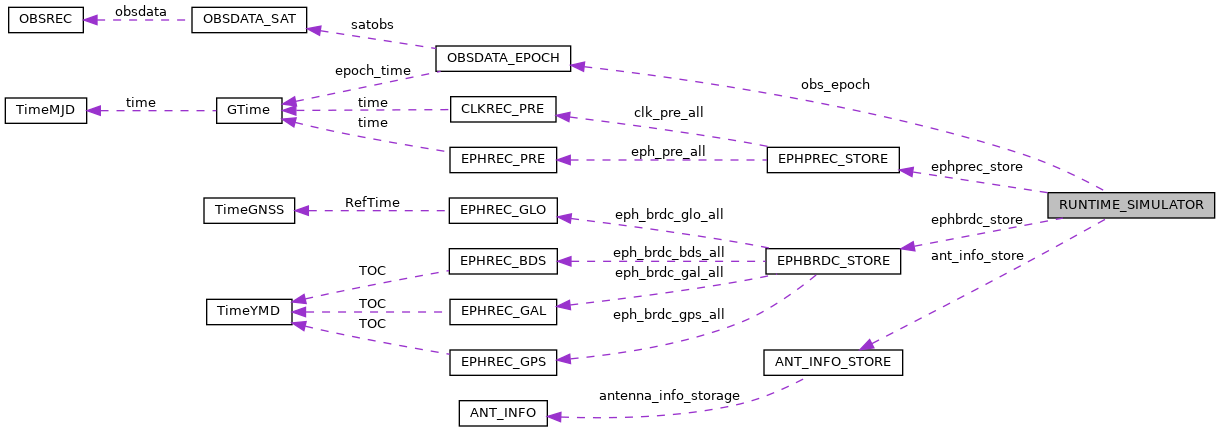 OBSREC
obsdata
OBSDATA_SAT
satobs
OBSDATA_EPOCH
epoch_time
obs_epoch
TimeMJD
time
GTime
time
CLKREC_PRE
clk_pre_all
time
EPHREC_PRE
eph_pre_all
EPHPREC_STORE
ephprec_store
TimeGNSS
RefTime
EPHREC_GLO
eph_brdc_glo_all
RUNTIME_SIMULATOR
ephbrdc_store
EPHREC_BDS
eph_brdc_bds_all
EPHBRDC_STORE
ant_info_store
TOC
eph_brdc_gal_all
TimeYMD
TOC
EPHREC_GAL
eph_brdc_gps_all
TOC
EPHREC_GPS
ANT_INFO_STORE
antenna_info_storage
ANT_INFO